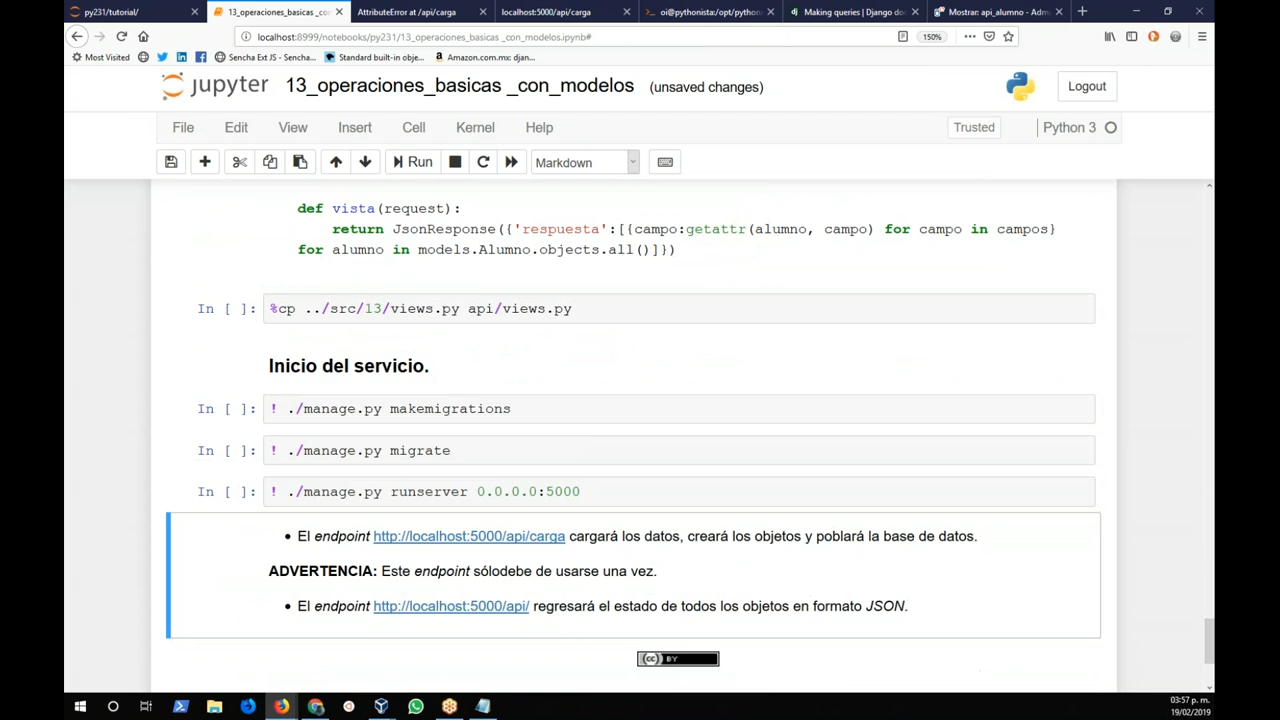 py231/tutorial/
13_operaciones_basicas _co
AttributeError at /api/carga
localhost:5000/api/carga
oi@pythonista:/opt/python
Making queries | Django do
Mostrar: api_alumno - Adm
localhost:8999/notebooks/py231/13_operaciones_basicas _con_modelos.ipynb#
150%
Most Visited
Sencha Ext JS - Sencha...
Standard built-in obje...
Amazon.com.mx: djan...
jupyter
13_operaciones_basicas _con_modelos (unsaved changes)
Logout
File Edit View Insert Cell Kernel Help
Trusted
Python 3
Run
Markdown
def vista(request):
return JsonResponse({'respuesta':[{campo:getattr(alumno, campo) for campo in campos}
for alumno in models.Alumno.objects.all()]})
In [ ]: %cp ../src/13/views.py api/views.py
Inicio del servicio.
In [ ]: ! ./manage.py makemigrations
In [ ]: ! ./manage.py migrate
In [ ]: ! ./manage.py runserver 0.0.0.0:5000
• El endpoint http://localhost:5000/api/carga cargará los datos, creará los objetos y poblará la base de datos.
ADVERTENCIA: Este endpoint sólodebe de usarse una vez.
• El endpoint http://localhost:5000/api/ regresará el estado de todos los objetos en formato JSON.
(cc) BY
03:57 p. m.
19/02/2019